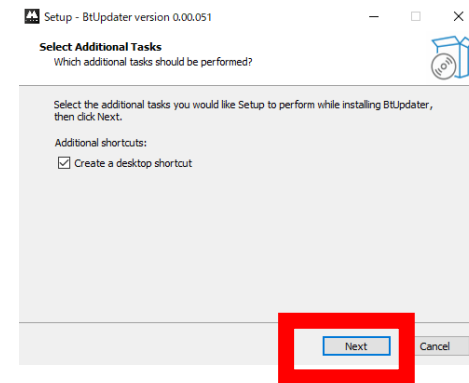 Setup - BtUpdater version 0.00.051
Select Additional Tasks
Which additional tasks should be performed?
Select the additional tasks you would like Setup to perform while installing BtUpdater,
then click Next.
Additional shortcuts:
Create a desktop shortcut
Next
Cancel